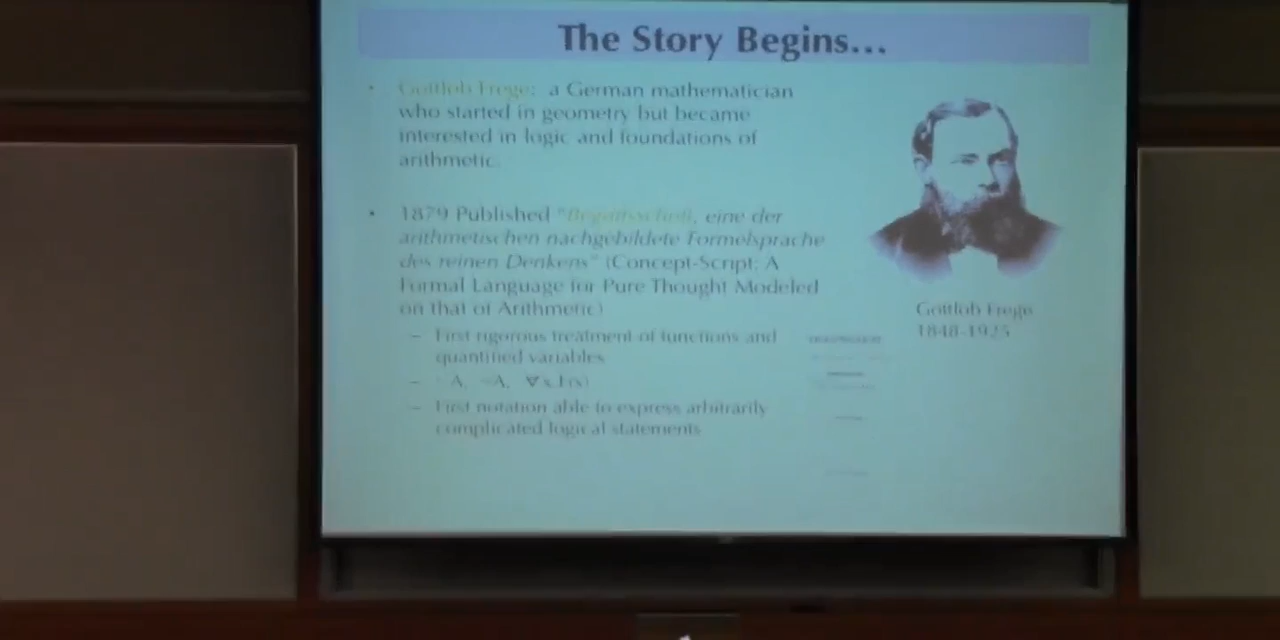 The Story Begins...
Gottlob Frege: a German mathematician
who started in geometry but became
interested in logic and foundations of
arithmetic.
1879 Published "Begriffsschrift, eine der
arithmetischen nachgebildete Formelsprache
des reinen Denkens" (Concept-Script: A
Formal Language for Pure Thought Modeled
on that of Arithmetic)
– First rigorous treatment of functions and
quantified variables
– ∀x.F(x)
– First notation able to express arbitrarily
complicated logical statements
Gottlob Frege
1848-1925